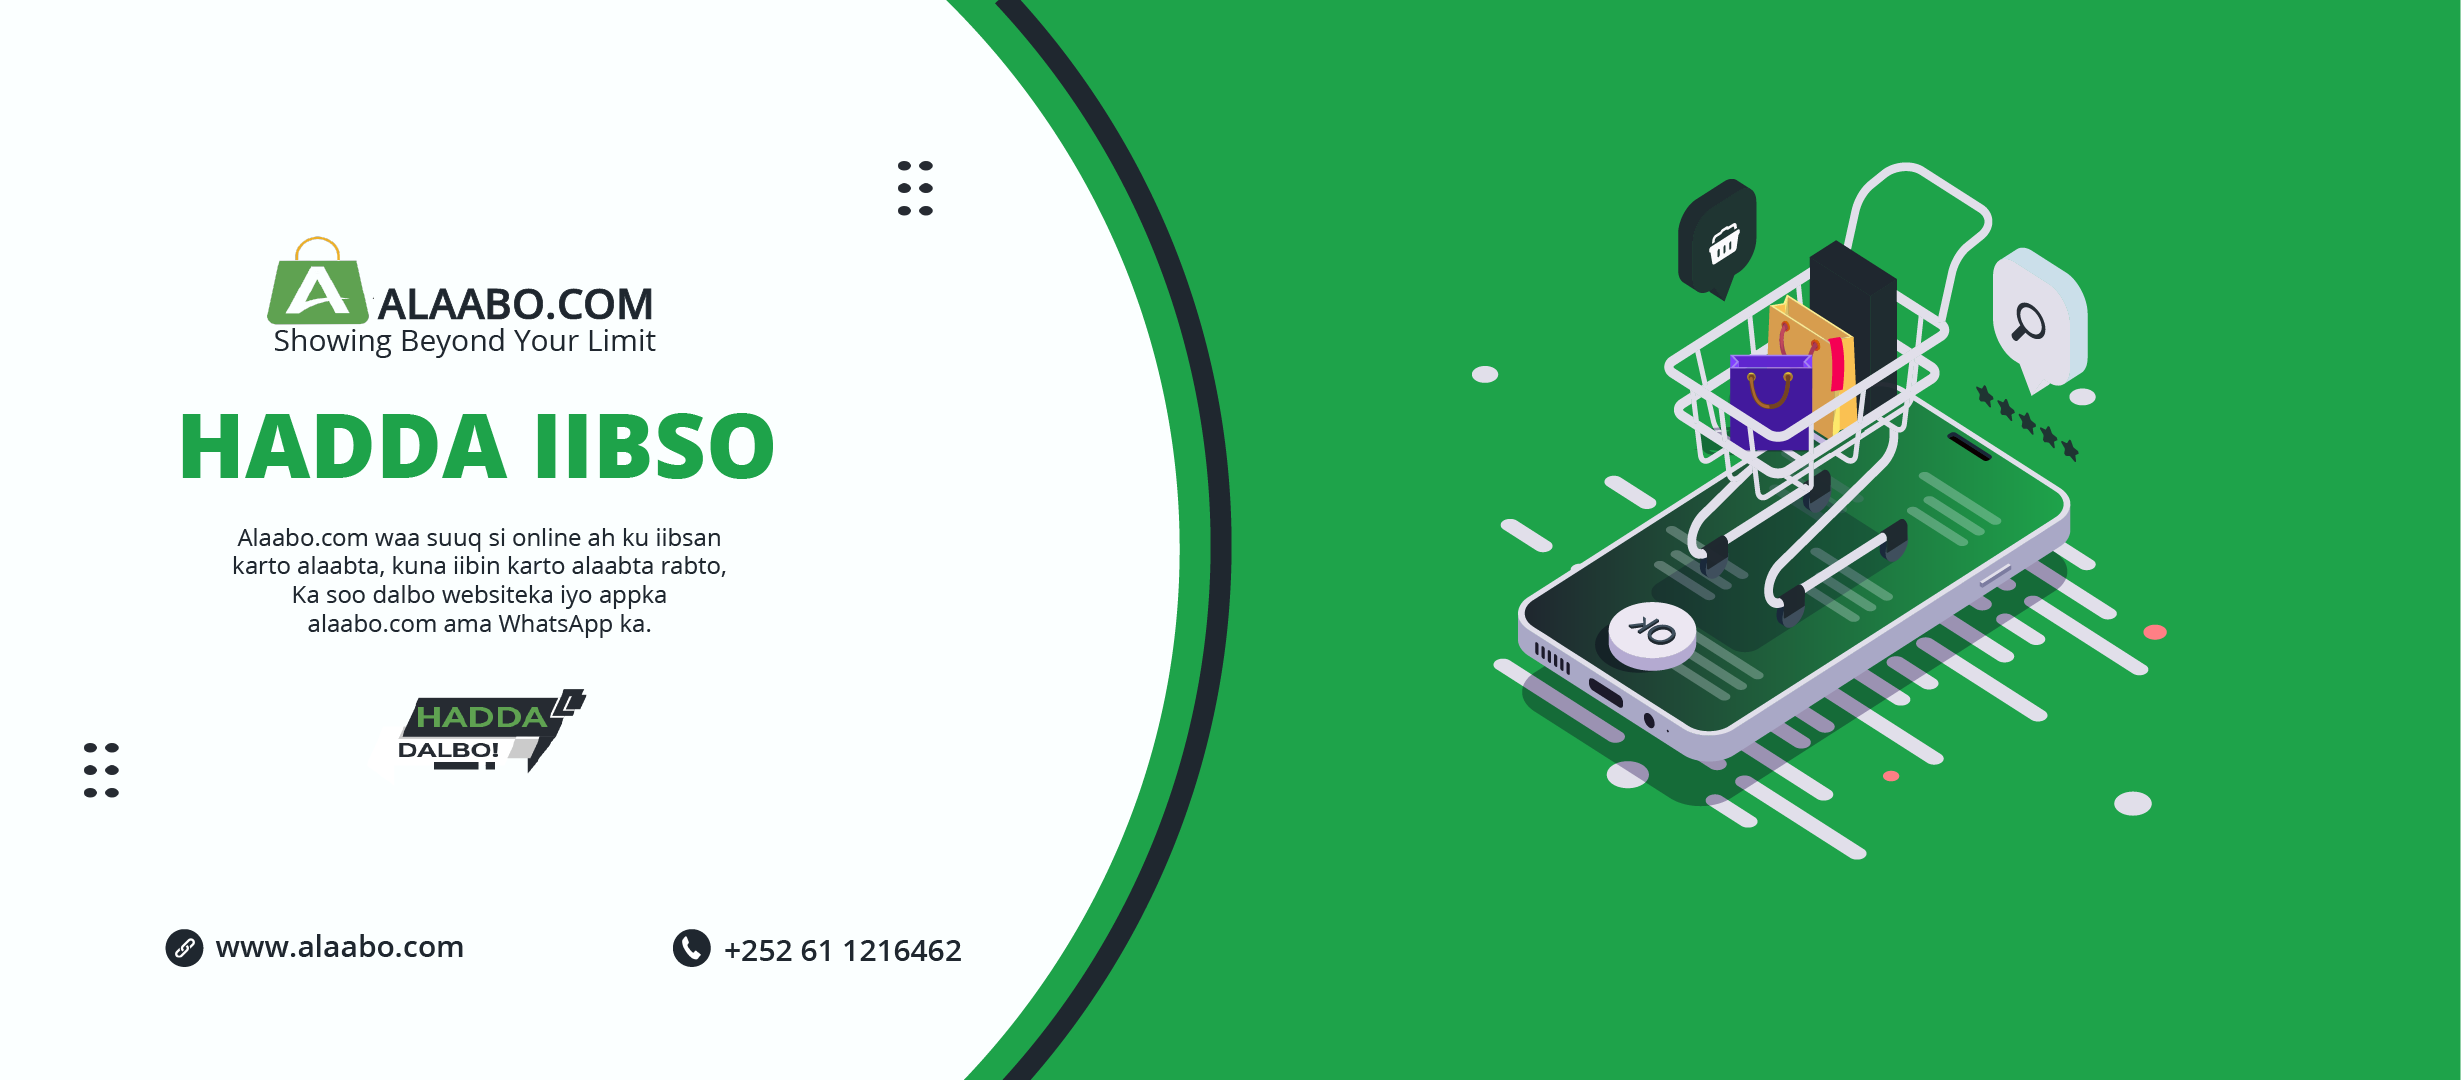 ALAABO.COM
Showing Beyond Your Limit
HADDA IIBSO
Alaabo.com waa suuq si online ah ku iibsan
karto alaabta, kuna iibin karto alaabta rabto,
Ka soo dalbo websiteka iyo appka
alaabo.com ama WhatsApp ka.
HADDA
DALBO!
www.alaabo.com
+252 61 1216462
OK